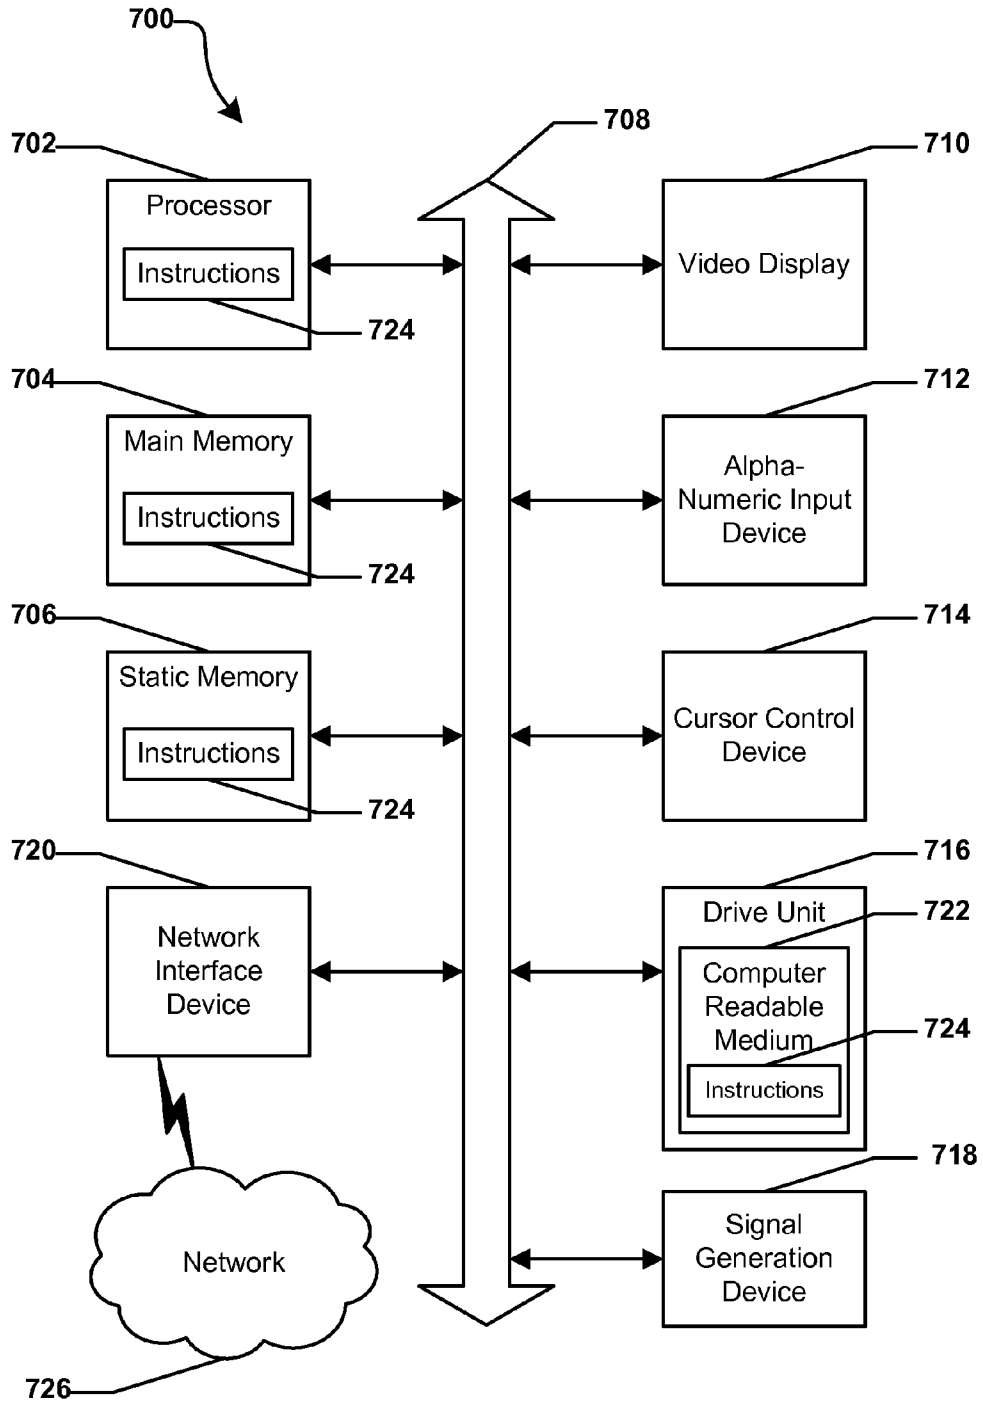 700
708
702
Processor
Instructions
724
710
Video Display
704
Main Memory
Instructions
724
712
Alpha-
Numeric Input
Device
706
Static Memory
Instructions
724
714
Cursor Control
Device
720
Network
Interface
Device
716
Drive Unit
722
Computer
Readable
Medium
724
Instructions
718
Signal
Generation
Device
Network
726